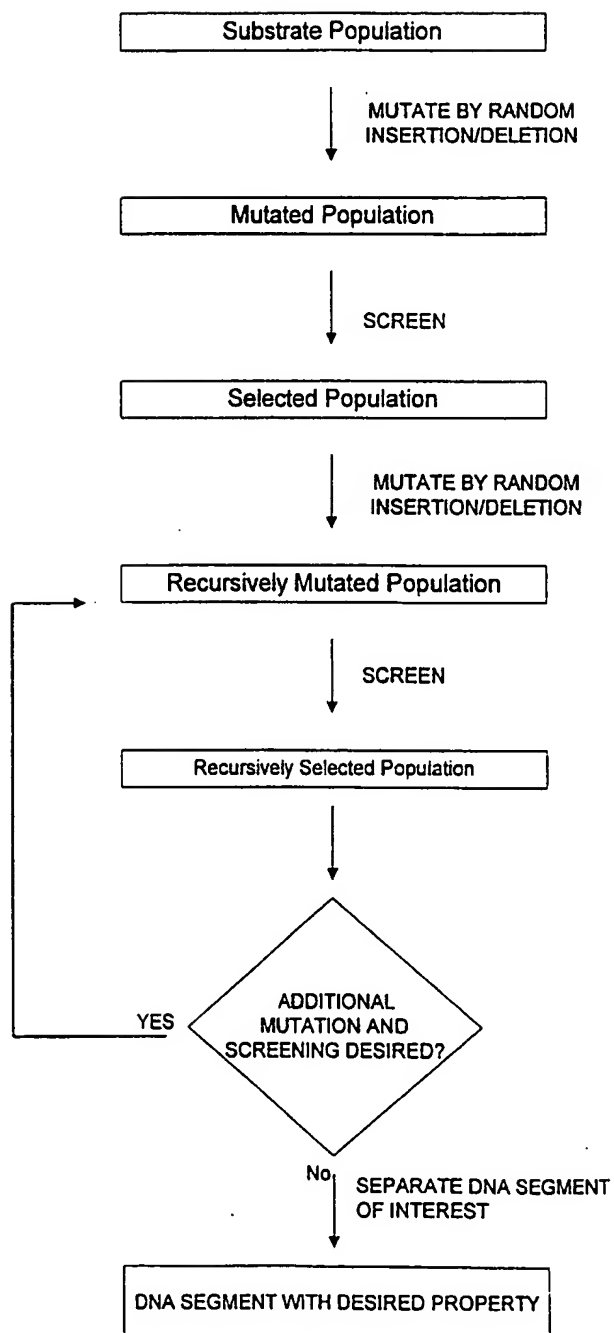 Substrate Population
MUTATE BY RANDOM
INSERTION/DELETION
Mutated Population
SCREEN
Selected Population
MUTATE BY RANDOM
INSERTION/DELETION
Recursively Mutated Population
SCREEN
Recursively Selected Population
ADDITIONAL
MUTATION AND
SCREENING DESIRED?
YES
No
SEPARATE DNA SEGMENT
OF INTEREST
DNA SEGMENT WITH DESIRED PROPERTY